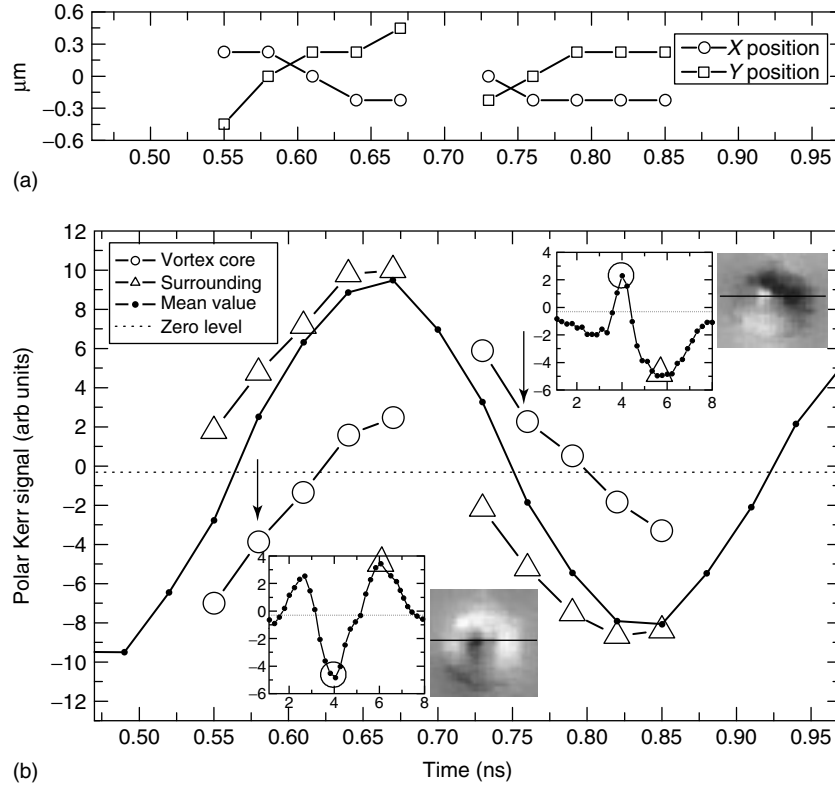 0.6
0.3
0
−0.3
−0.6
μm
X position
Y position
0.50 0.55 0.60 0.65 0.70 0.75 0.80 0.85 0.90 0.95
(a)
12
10
8
6
4
2
0
−2
−4
−6
−8
−10
−12
Polar Kerr signal (arb units)
Vortex core
Surrounding
Mean value
Zero level
4
2
0
−2
−4
−6
2 4 6 8
4
2
0
−2
−4
−6
2 4 6 8
0.50 0.55 0.60 0.65 0.70 0.75 0.80 0.85 0.90 0.95
(b)
Time (ns)